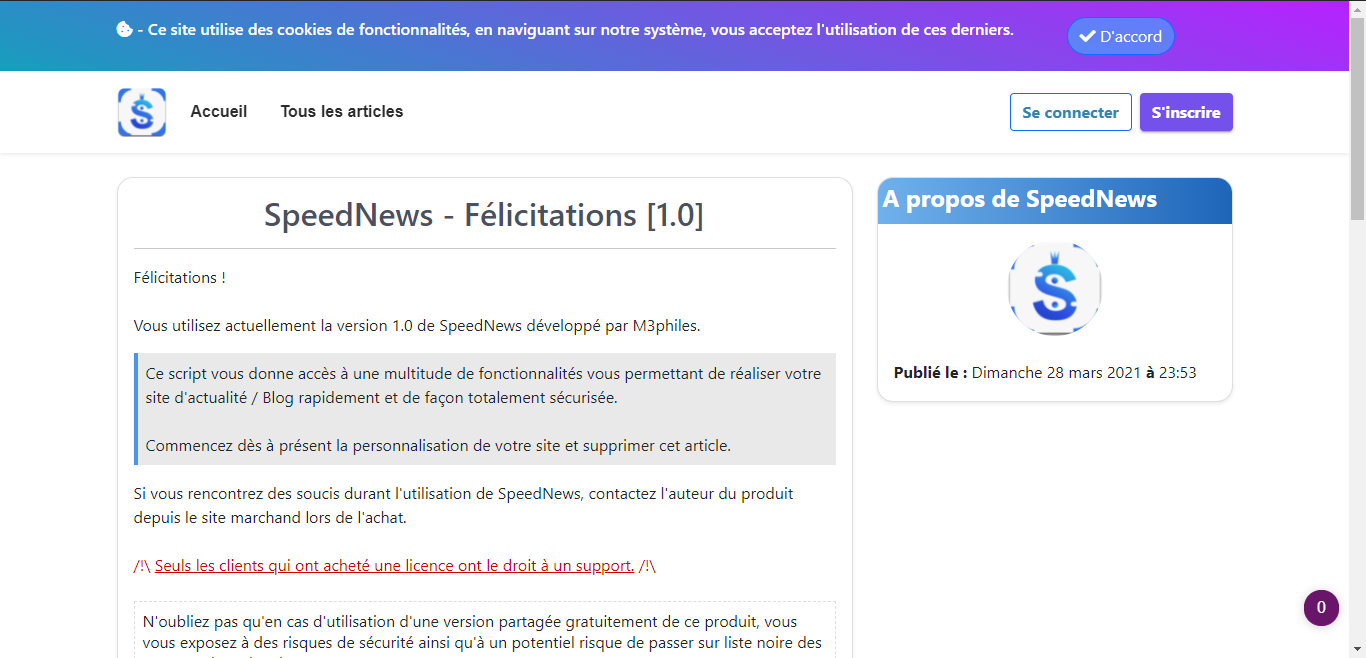 - Ce site utilise des cookies de fonctionnalités, en naviguant sur notre système, vous acceptez l'utilisation de ces derniers.
D'accord
Accueil
Tous les articles
Se connecter
S'inscrire
SpeedNews - Félicitations [1.0]
Félicitations !
Vous utilisez actuellement la version 1.0 de SpeedNews développé par M3philes.
Ce script vous donne accès à une multitude de fonctionnalités vous permettant de réaliser votre
site d'actualité / Blog rapidement et de façon totalement sécurisée.
Commencez dès à présent la personnalisation de votre site et supprimer cet article.
Si vous rencontrez des soucis durant l'utilisation de SpeedNews, contactez l'auteur du produit
depuis le site marchand lors de l'achat.
/!\ Seuls les clients qui ont acheté une licence ont le droit à un support. /!\
N'oubliez pas qu'en cas d'utilisation d'une version partagée gratuitement de ce produit, vous
vous exposez à des risques de sécurité ainsi qu'à un potentiel risque de passer sur liste noire des
A propos de SpeedNews
S
Publié le : Dimanche 28 mars 2021 à 23:53
0